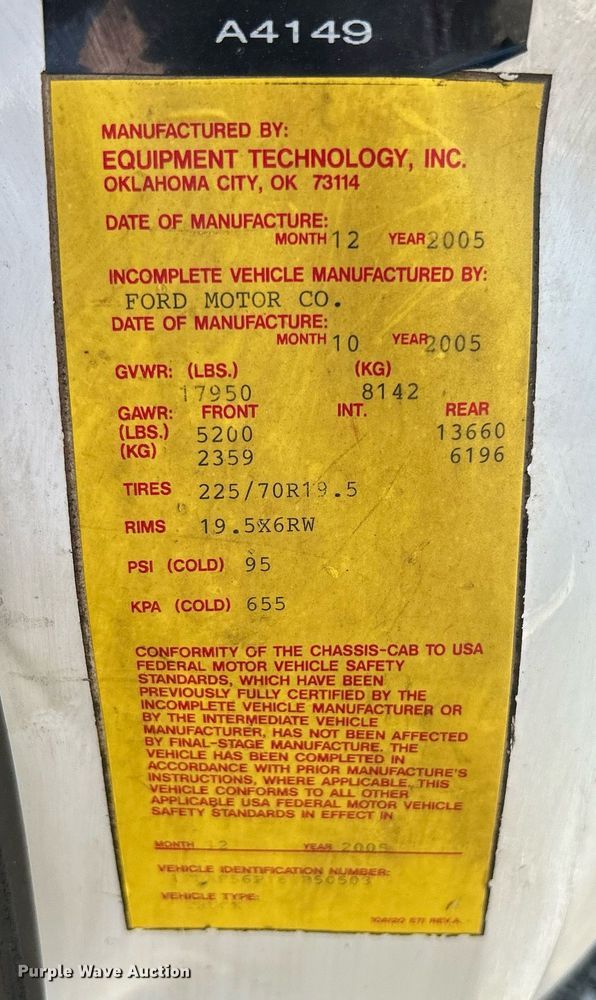 A4149
MANUFACTURED BY:
EQUIPMENT TECHNOLOGY, INC.
OKLAHOMA CITY, OK 73114
DATE OF MANUFACTURE:
MONTH 12 YEAR 2005
INCOMPLETE VEHICLE MANUFACTURED BY:
FORD MOTOR CO.
DATE OF MANUFACTURE:
MONTH 10 YEAR 2005
GVWR: (LBS.) (KG)
17950 8142
GAWR: FRONT INT. REAR
(LBS.) 5200 13660
(KG) 2359 6196
TIRES 225/70R19.5
RIMS 19.5X6RW
PSI (COLD) 95
KPA (COLD) 655
CONFORMITY OF THE CHASSIS-CAB TO USA
FEDERAL MOTOR VEHICLE SAFETY
STANDARDS, WHICH HAVE BEEN
PREVIOUSLY FULLY CERTIFIED BY THE
INCOMPLETE VEHICLE MANUFACTURER OR
BY THE INTERMEDIATE VEHICLE
MANUFACTURER, HAS NOT BEEN AFFECTED
BY FINAL-STAGE MANUFACTURE. THE
VEHICLE HAS BEEN COMPLETED IN
ACCORDANCE WITH PRIOR MANUFACTURE'S
INSTRUCTIONS, WHERE APPLICABLE. THIS
VEHICLE CONFORMS TO ALL OTHER
APPLICABLE USA FEDERAL MOTOR VEHICLE
SAFETY STANDARDS IN EFFECT IN
MONTH 12 YEAR 2005
VEHICLE IDENTIFICATION NUMBER:
VEHICLE TYPE:
Purple Wave Auction